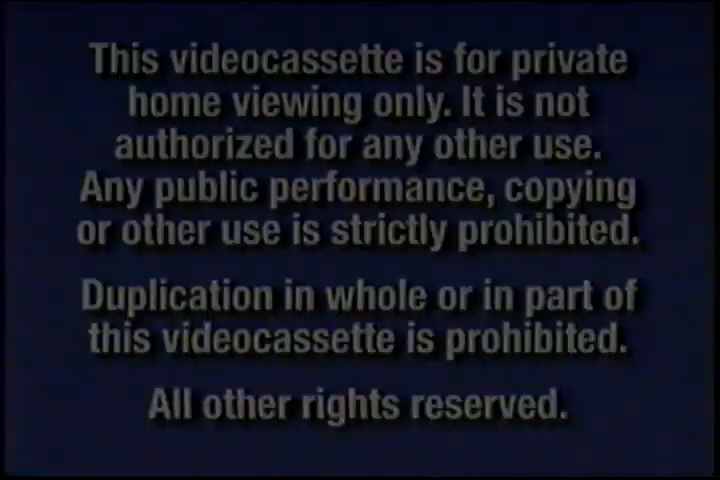 This videocassette is for private
home viewing only. It is not
authorized for any other use.
Any public performance, copying
or other use is strictly prohibited.
Duplication in whole or in part of
this videocassette is prohibited.
All other rights reserved.